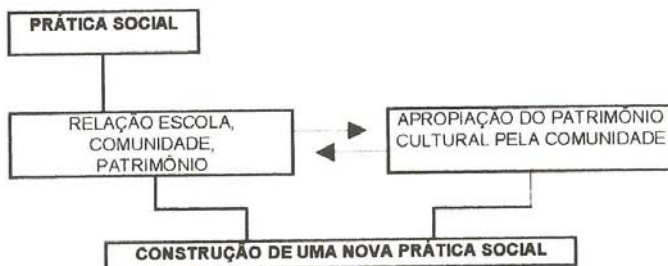 PRÁTICA SOCIAL
RELAÇÃO ESCOLA,
COMUNIDADE,
PATRIMÔNIO
APROPIAÇÃO DO PATRIMÔNIO
CULTURAL PELA COMUNIDADE
CONSTRUÇÃO DE UMA NOVA PRÁTICA SOCIAL